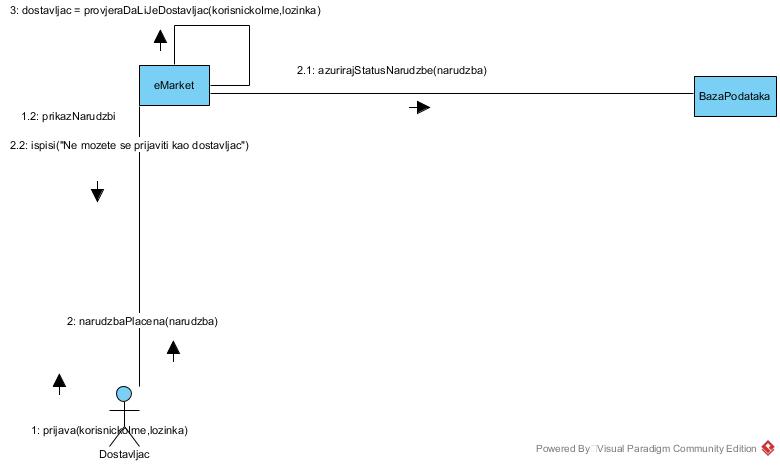 3: dostavljac = provjeraDaLiJeDostavljac(korisnickoIme,lozinka)
2.1: azurirajStatusNarudzbe(narudzba)
eMarket
BazaPodataka
1.2: prikazNarudzbi
2.2: ispisi("Ne mozete se prijaviti kao dostavljac")
2: narudzbaPlacena(narudzba)
1: prijava(korisnickoIme,lozinka)
Dostavljac
Powered By Visual Paradigm Community Edition